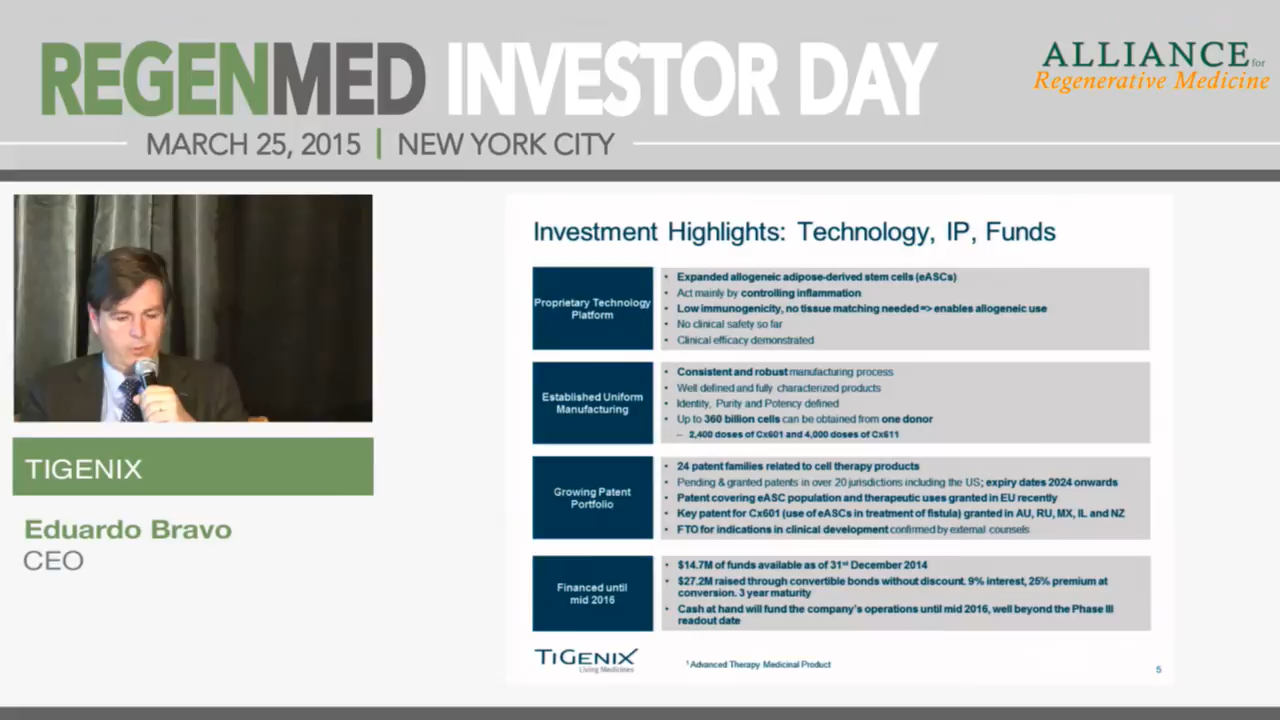 REGENMED INVESTOR DAY
MARCH 25, 2015 | NEW YORK CITY
ALLIANCE for
Regenerative Medicine
TIGENIX
Eduardo Bravo
CEO
Investment Highlights: Technology, IP, Funds
Proprietary Technology
Platform
• Expanded allogeneic adipose-derived stem cells (eASCs)
• Act mainly by controlling inflammation
• Low immunogenicity, no tissue matching needed => enables allogeneic use
• No clinical safety so far
• Clinical efficacy demonstrated
Established Uniform
Manufacturing
• Consistent and robust manufacturing process
• Well defined and fully characterized products
• Identity, Purity and Potency defined
• Up to 360 billion cells can be obtained from one donor
– 2,400 doses of Cx601 and 4,000 doses of Cx611
Growing Patent
Portfolio
• 24 patent families related to cell therapy products
• Pending & granted patents in over 20 jurisdictions including the US; expiry dates 2024 onwards
• Patent covering eASC population and therapeutic uses granted in EU recently
• Key patent for Cx601 (use of eASCs in treatment of fistula) granted in AU, RU, MX, IL and NZ
• FTO for indications in clinical development confirmed by external counsels
Financed until
mid 2016
• $14.7M of funds available as of 31st December 2014
• $27.2M raised through convertible bonds without discount. 9% interest, 25% premium at
conversion. 3 year maturity
• Cash at hand will fund the company's operations until mid 2016, well beyond the Phase III
readout date
TiGENIX
Living Medicines
1 Advanced Therapy Medicinal Product
5